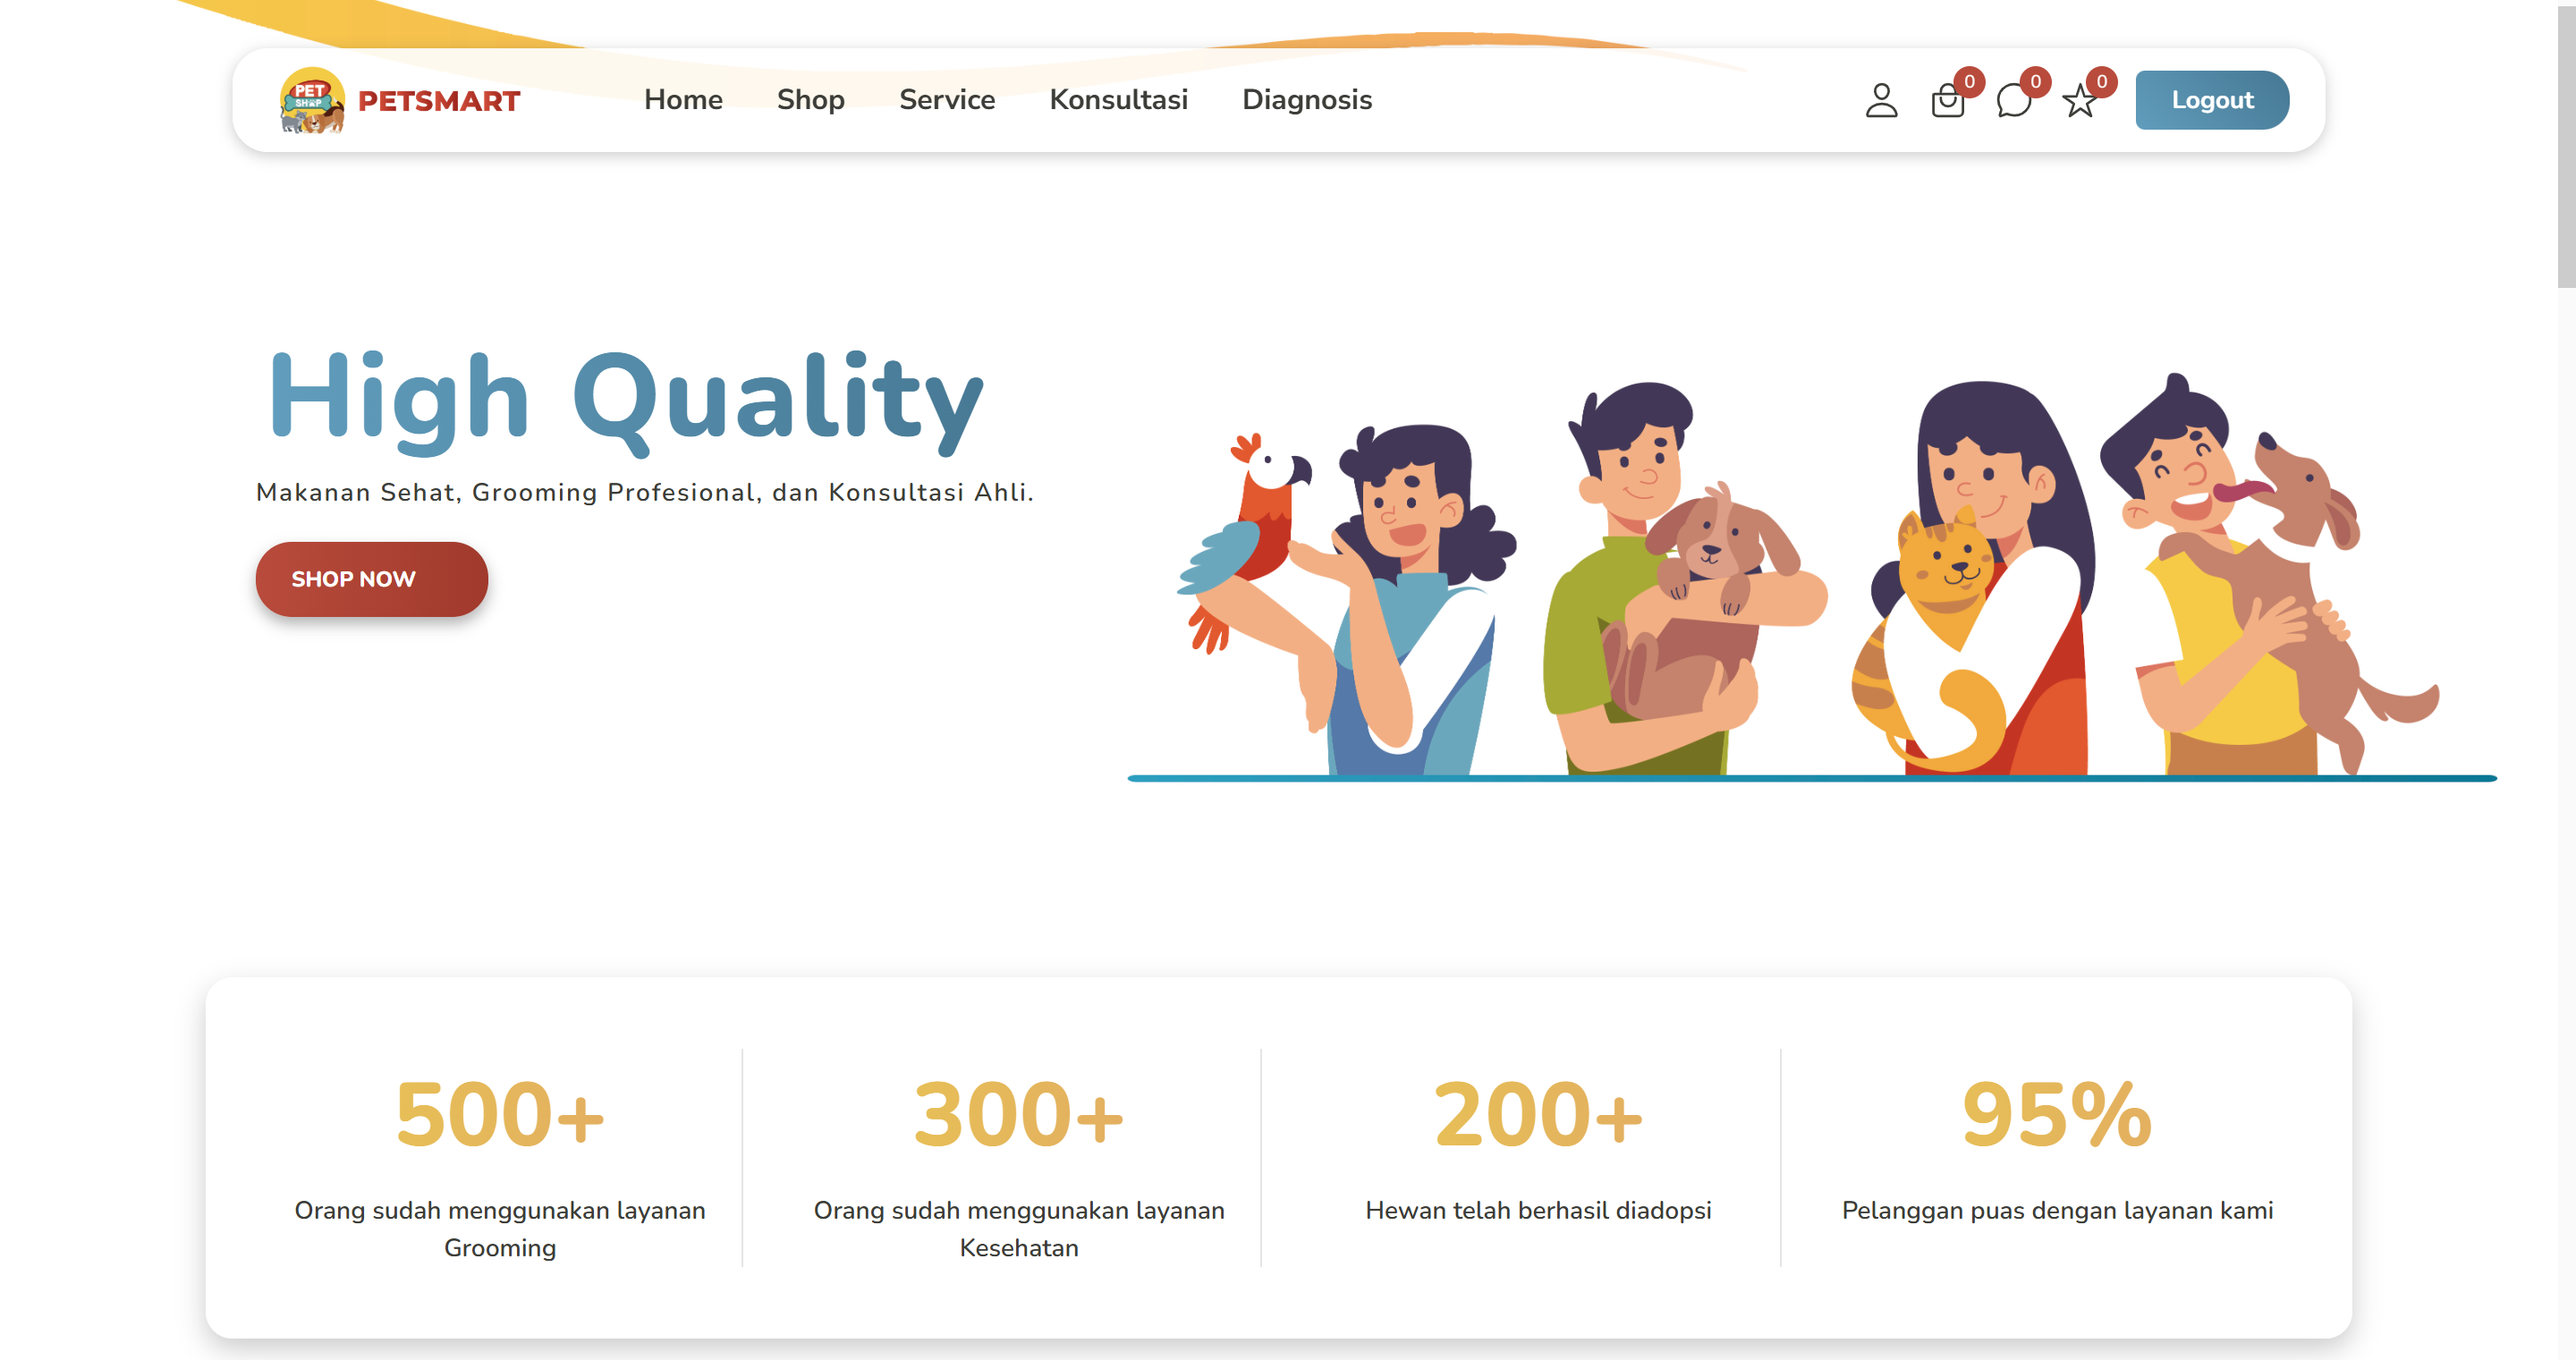 PET
SHOP
PETSMART
Home Shop Service Konsultasi Diagnosis
0 0 0
Logout
High Quality
Makanan Sehat, Grooming Profesional, dan Konsultasi Ahli.
SHOP NOW
500+
Orang sudah menggunakan layanan
Grooming
300+
Orang sudah menggunakan layanan
Kesehatan
200+
Hewan telah berhasil diadopsi
95%
Pelanggan puas dengan layanan kami